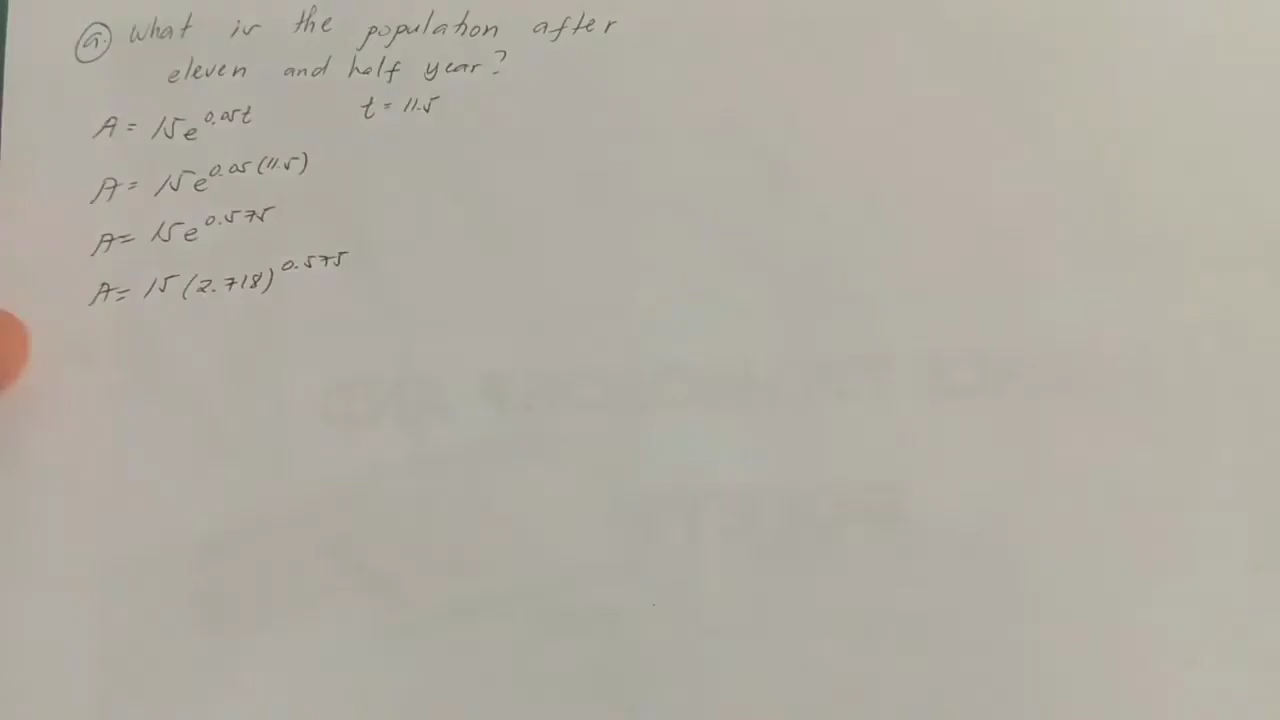 a. What is the population after
eleven and half year?
A = 15e^0.05t t = 11.5
A = 15e^0.05(11.5)
A = 15e^0.575
A = 15(2.718)^0.575